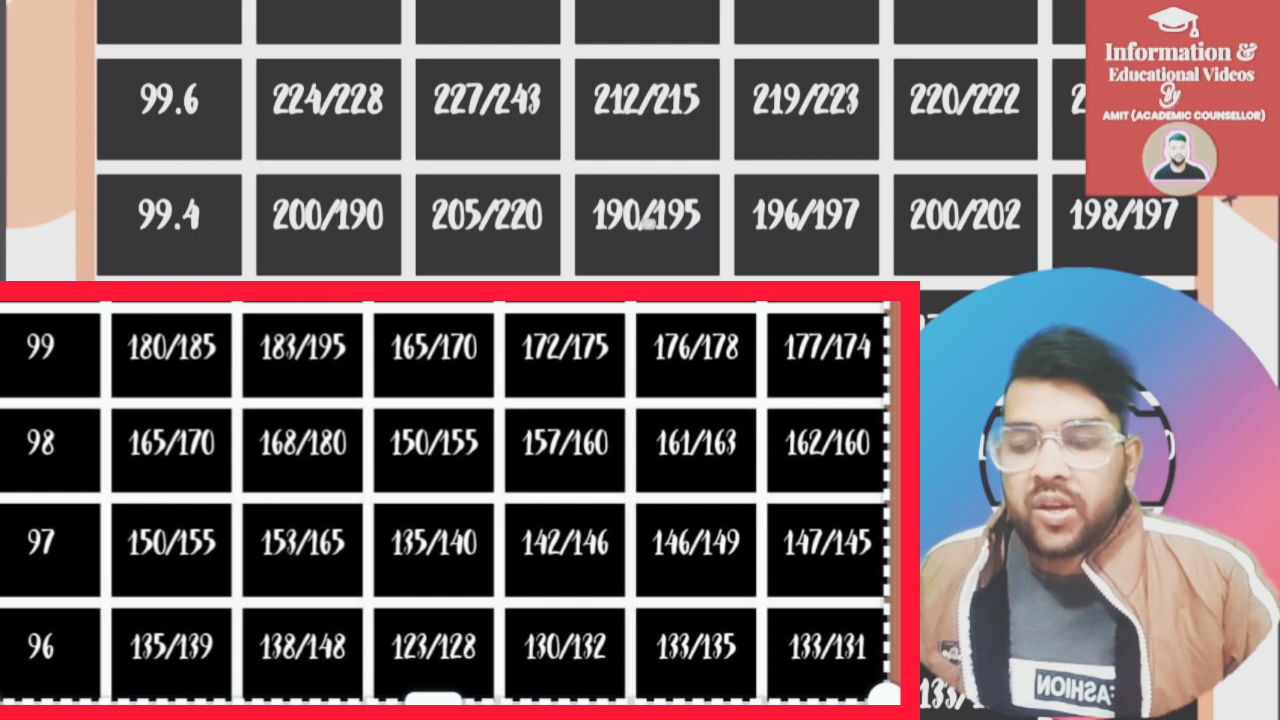 Information &
Educational Videos
By
AMIT (ACADEMIC COUNSELLOR)
99.6 224/228 227/243 212/215 219/223 220/222
99.4 200/190 205/220 190/195 196/197 200/202 198/197
99 180/185 183/195 165/170 172/175 176/178 177/174
98 165/170 168/180 150/155 157/160 161/163 162/160
97 150/155 153/165 135/140 142/146 146/149 147/145
96 135/139 138/148 123/128 130/132 133/135 133/131
FASHION